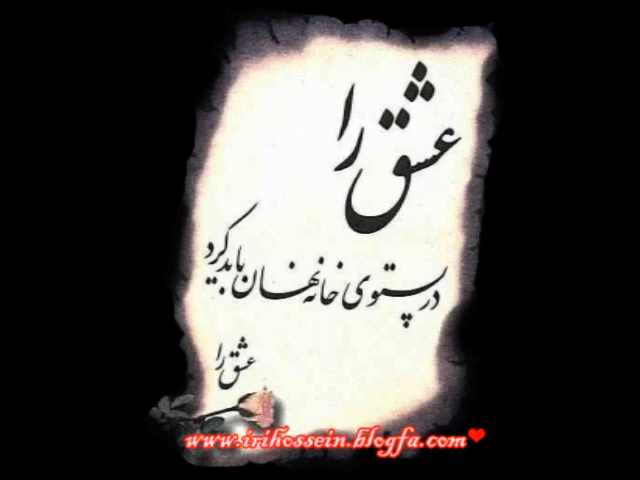 عشق را
در پستوی خانه نهان باید کرد
عشق را
www.irihossein.blogfa.com